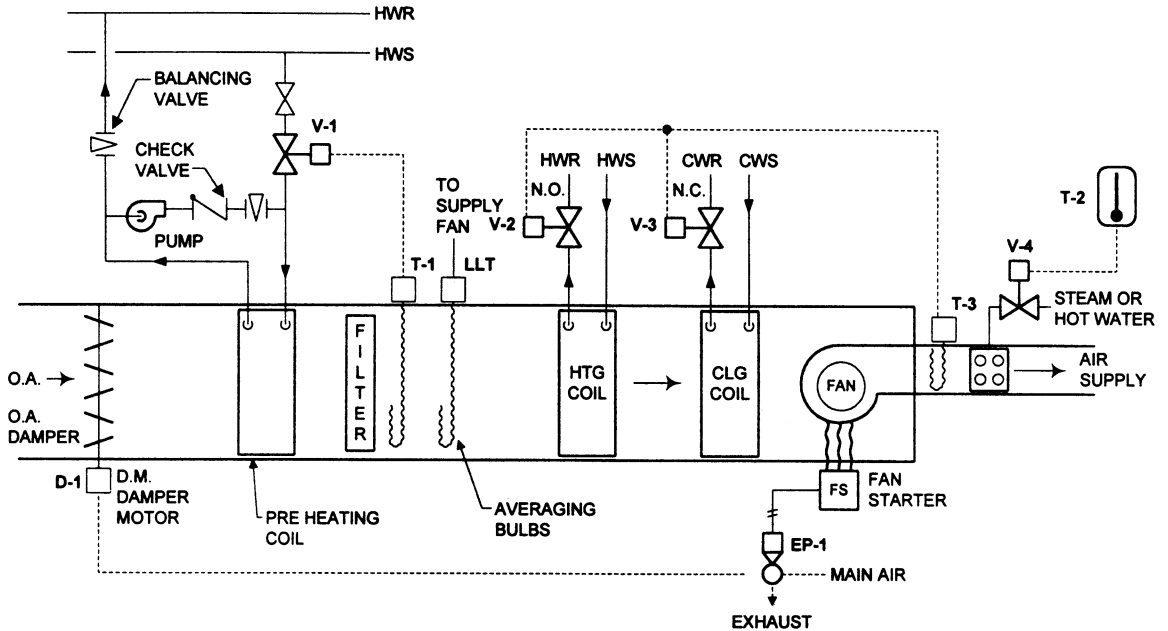 HWR
HWS
BALANCING
VALVE
V-1
CHECK
VALVE
PUMP
TO
SUPPLY
FAN
HWR
HWS
CWR
CWS
N.O.
N.C.
V-2
V-3
T-2
V-4
T-1
LLT
T-3
STEAM OR
HOT WATER
O.A.
O.A.
DAMPER
FILTER
HTG
COIL
CLG
COIL
FAN
AIR
SUPPLY
D-1
D.M.
DAMPER
MOTOR
PRE HEATING
COIL
AVERAGING
BULBS
FS
FAN
STARTER
EP-1
MAIN AIR
EXHAUST